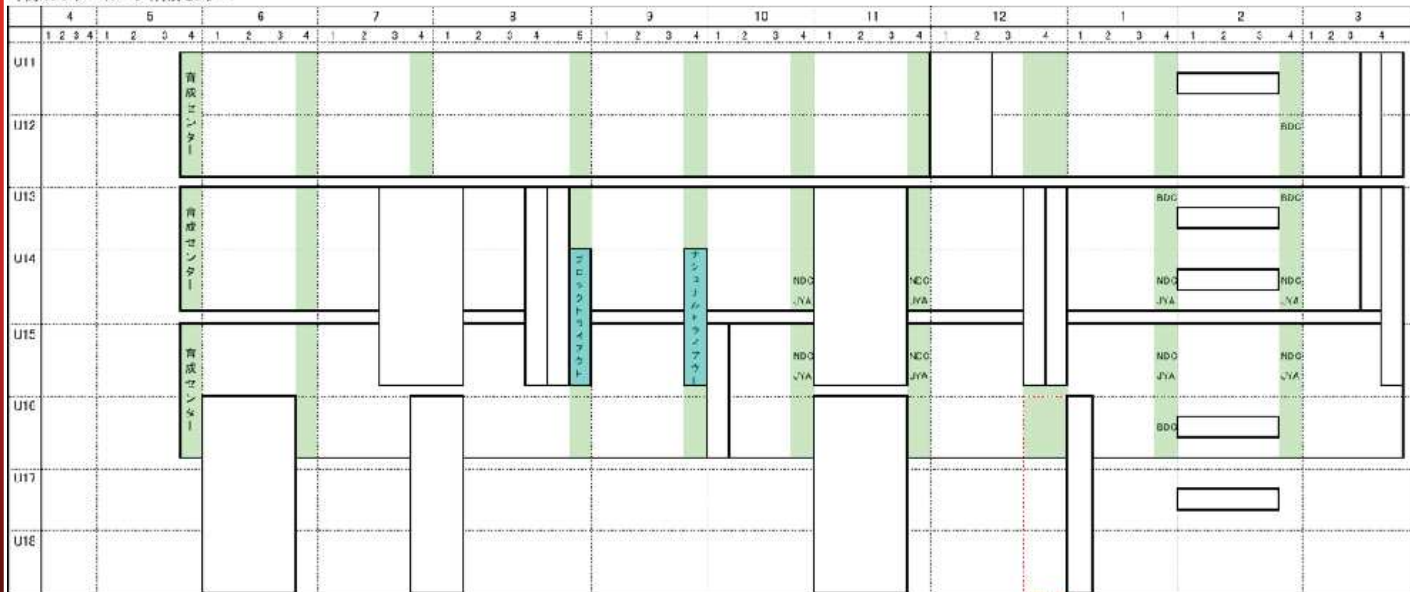 4 5 6 7 8 9 10 11 12 1 2 3
1 2 3 4 1 2 3 4 1 2 3 4 1 2 3 4 1 2 3 4 5 1 2 3 4 1 2 3 4 1 2 3 4 1 2 3 4 1 2 3 4 1 2 3 4 1 2 3 4
U11
育成センター
U12
BDC
U13
育成センター
BDC BDC
U14
ブロックトライアウト
ナショナルトライアウト
NDC NDC NDC NDC
JYA JYA JYA JYA
U15
育成センター
NDC NDC NDC NDC
JYA JYA JYA JYA
U16
BDC
U17
U18